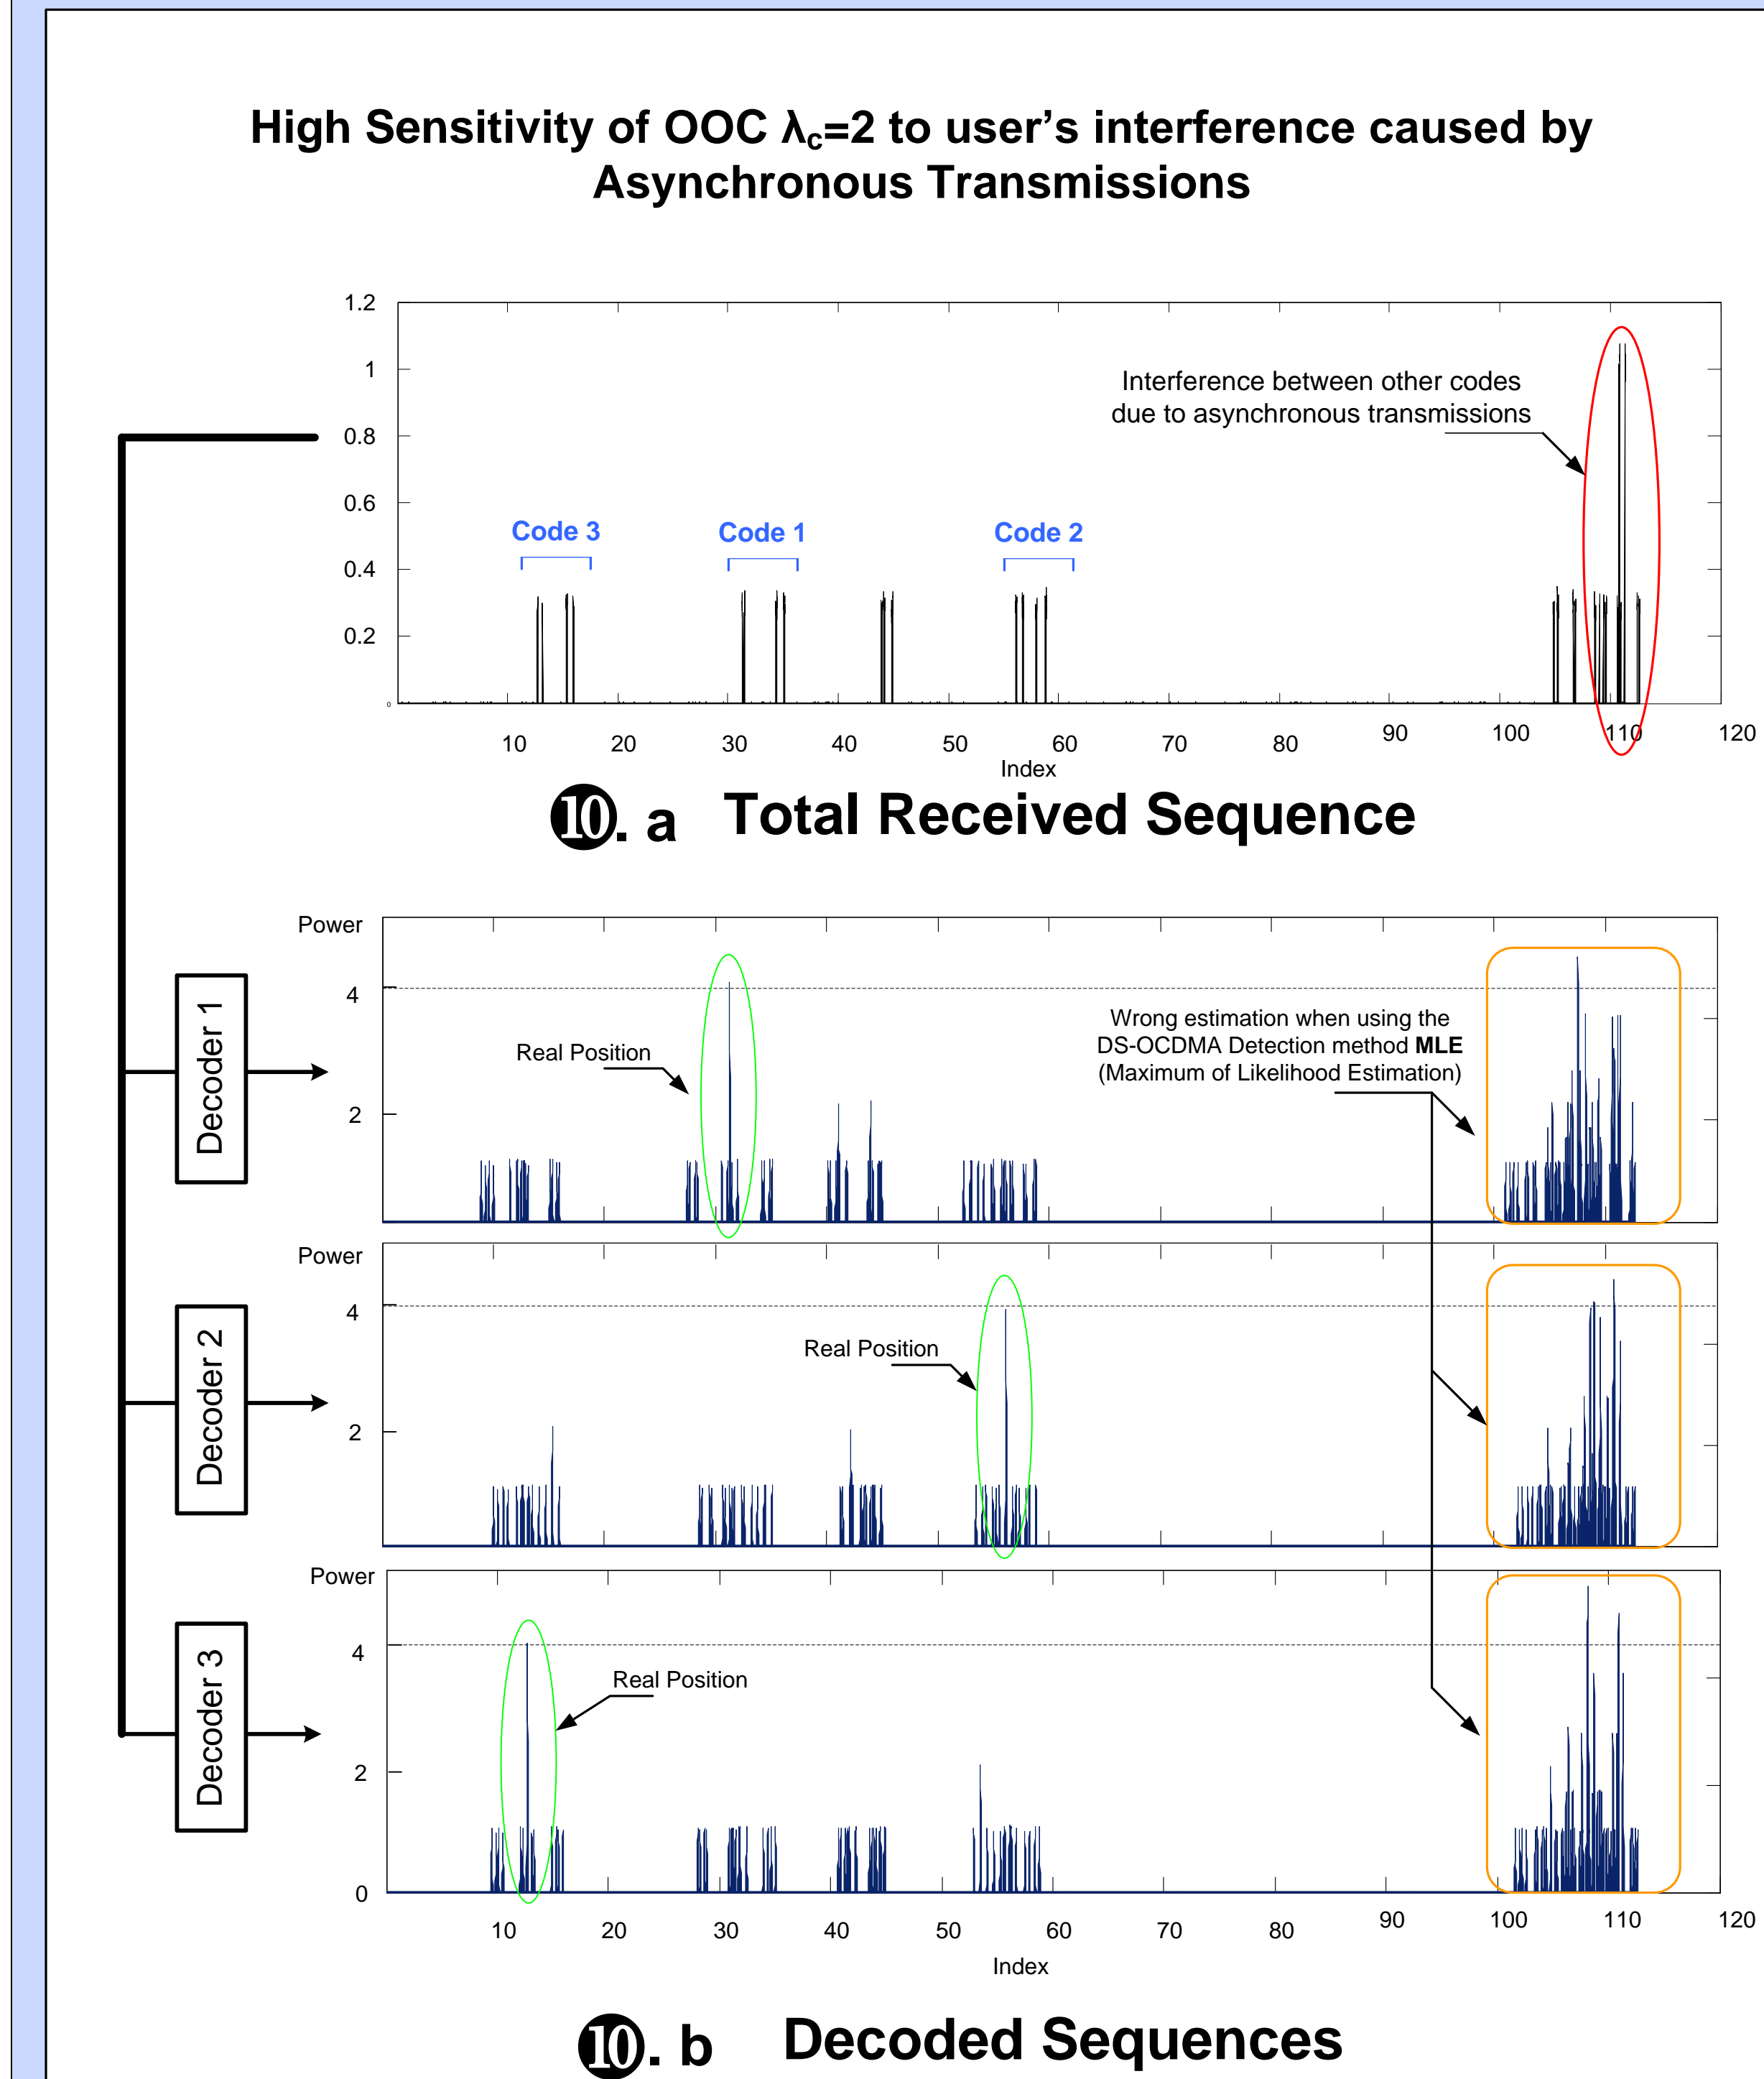 High Sensitivity of OOC λc=2 to user's interference caused by
Asynchronous Transmissions
1.2
1
0.8
0.6
0.4
0.2
0
Interference between other codes
due to asynchronous transmissions
Code 3
Code 1
Code 2
10 20 30 40 50 60 70 80 90 100 110 120
Index
❿. a Total Received Sequence
Power
4
2
Decoder 1
Real Position
Wrong estimation when using the
DS-OCDMA Detection method MLE
(Maximum of Likelihood Estimation)
Power
4
2
Decoder 2
Real Position
Power
4
2
0
Decoder 3
Real Position
10 20 30 40 50 60 70 80 90 100 110 120
Index
❿. b Decoded Sequences